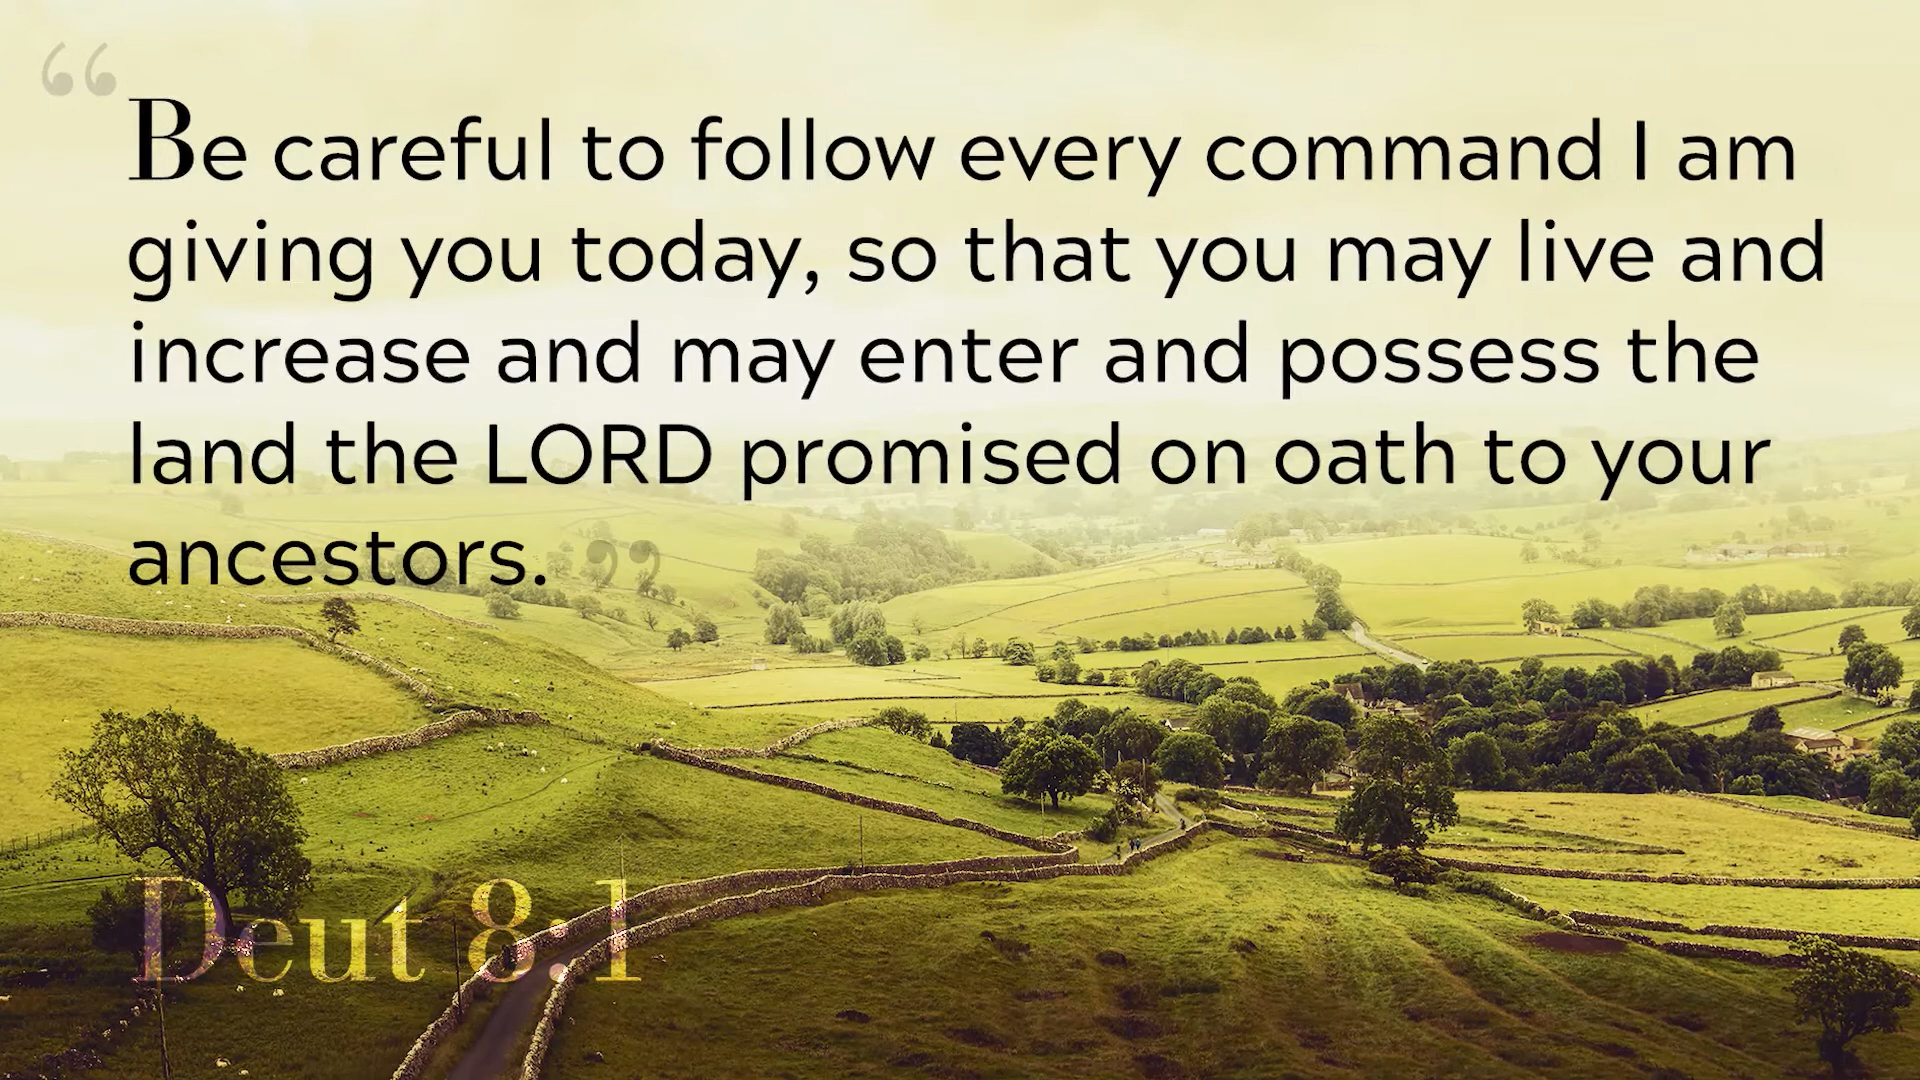 “Be careful to follow every command I am
giving you today, so that you may live and
increase and may enter and possess the
land the LORD promised on oath to your
ancestors. ”
Deut 8:1